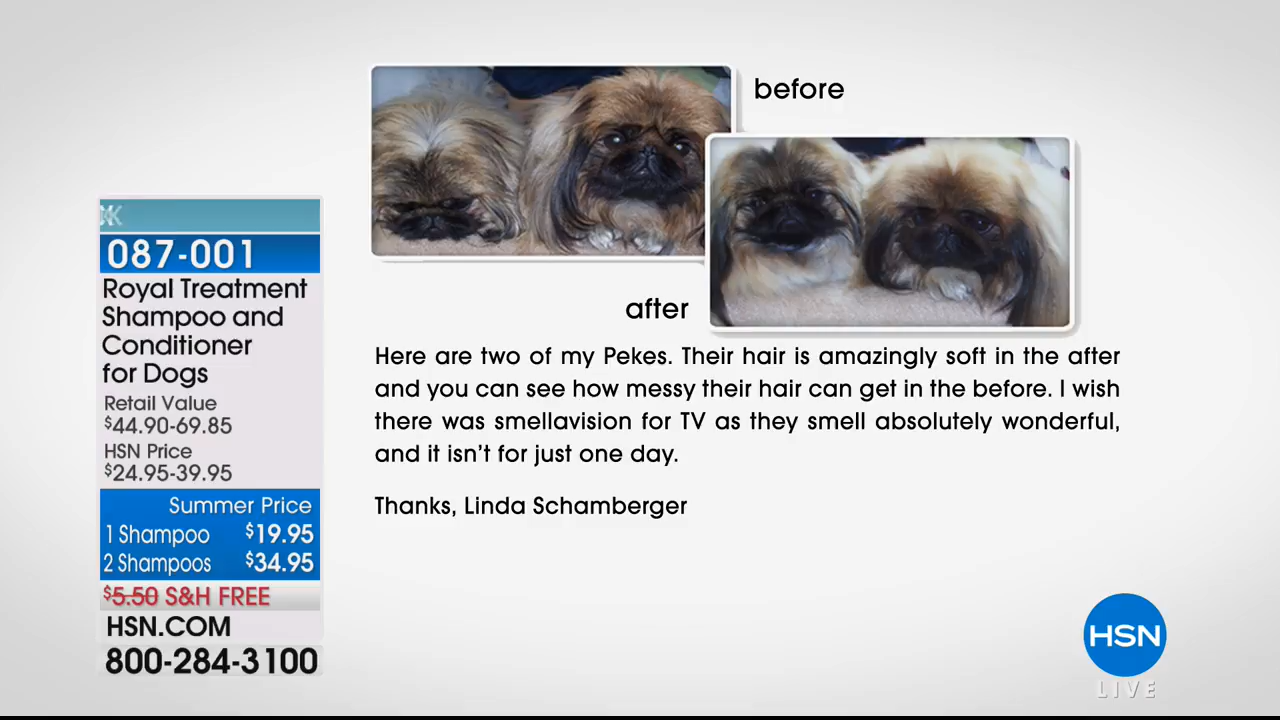 before
after
Here are two of my Pekes. Their hair is amazingly soft in the after
and you can see how messy their hair can get in the before. I wish
there was smellavision for TV as they smell absolutely wonderful,
and it isn't for just one day.
Thanks, Linda Schamberger
087-001
Royal Treatment
Shampoo and
Conditioner
for Dogs
Retail Value
$44.90-69.85
HSN Price
$24.95-39.95
Summer Price
1 Shampoo $19.95
2 Shampoos $34.95
$5.50 S&H FREE
HSN.COM
800-284-3100
HSN
LIVE